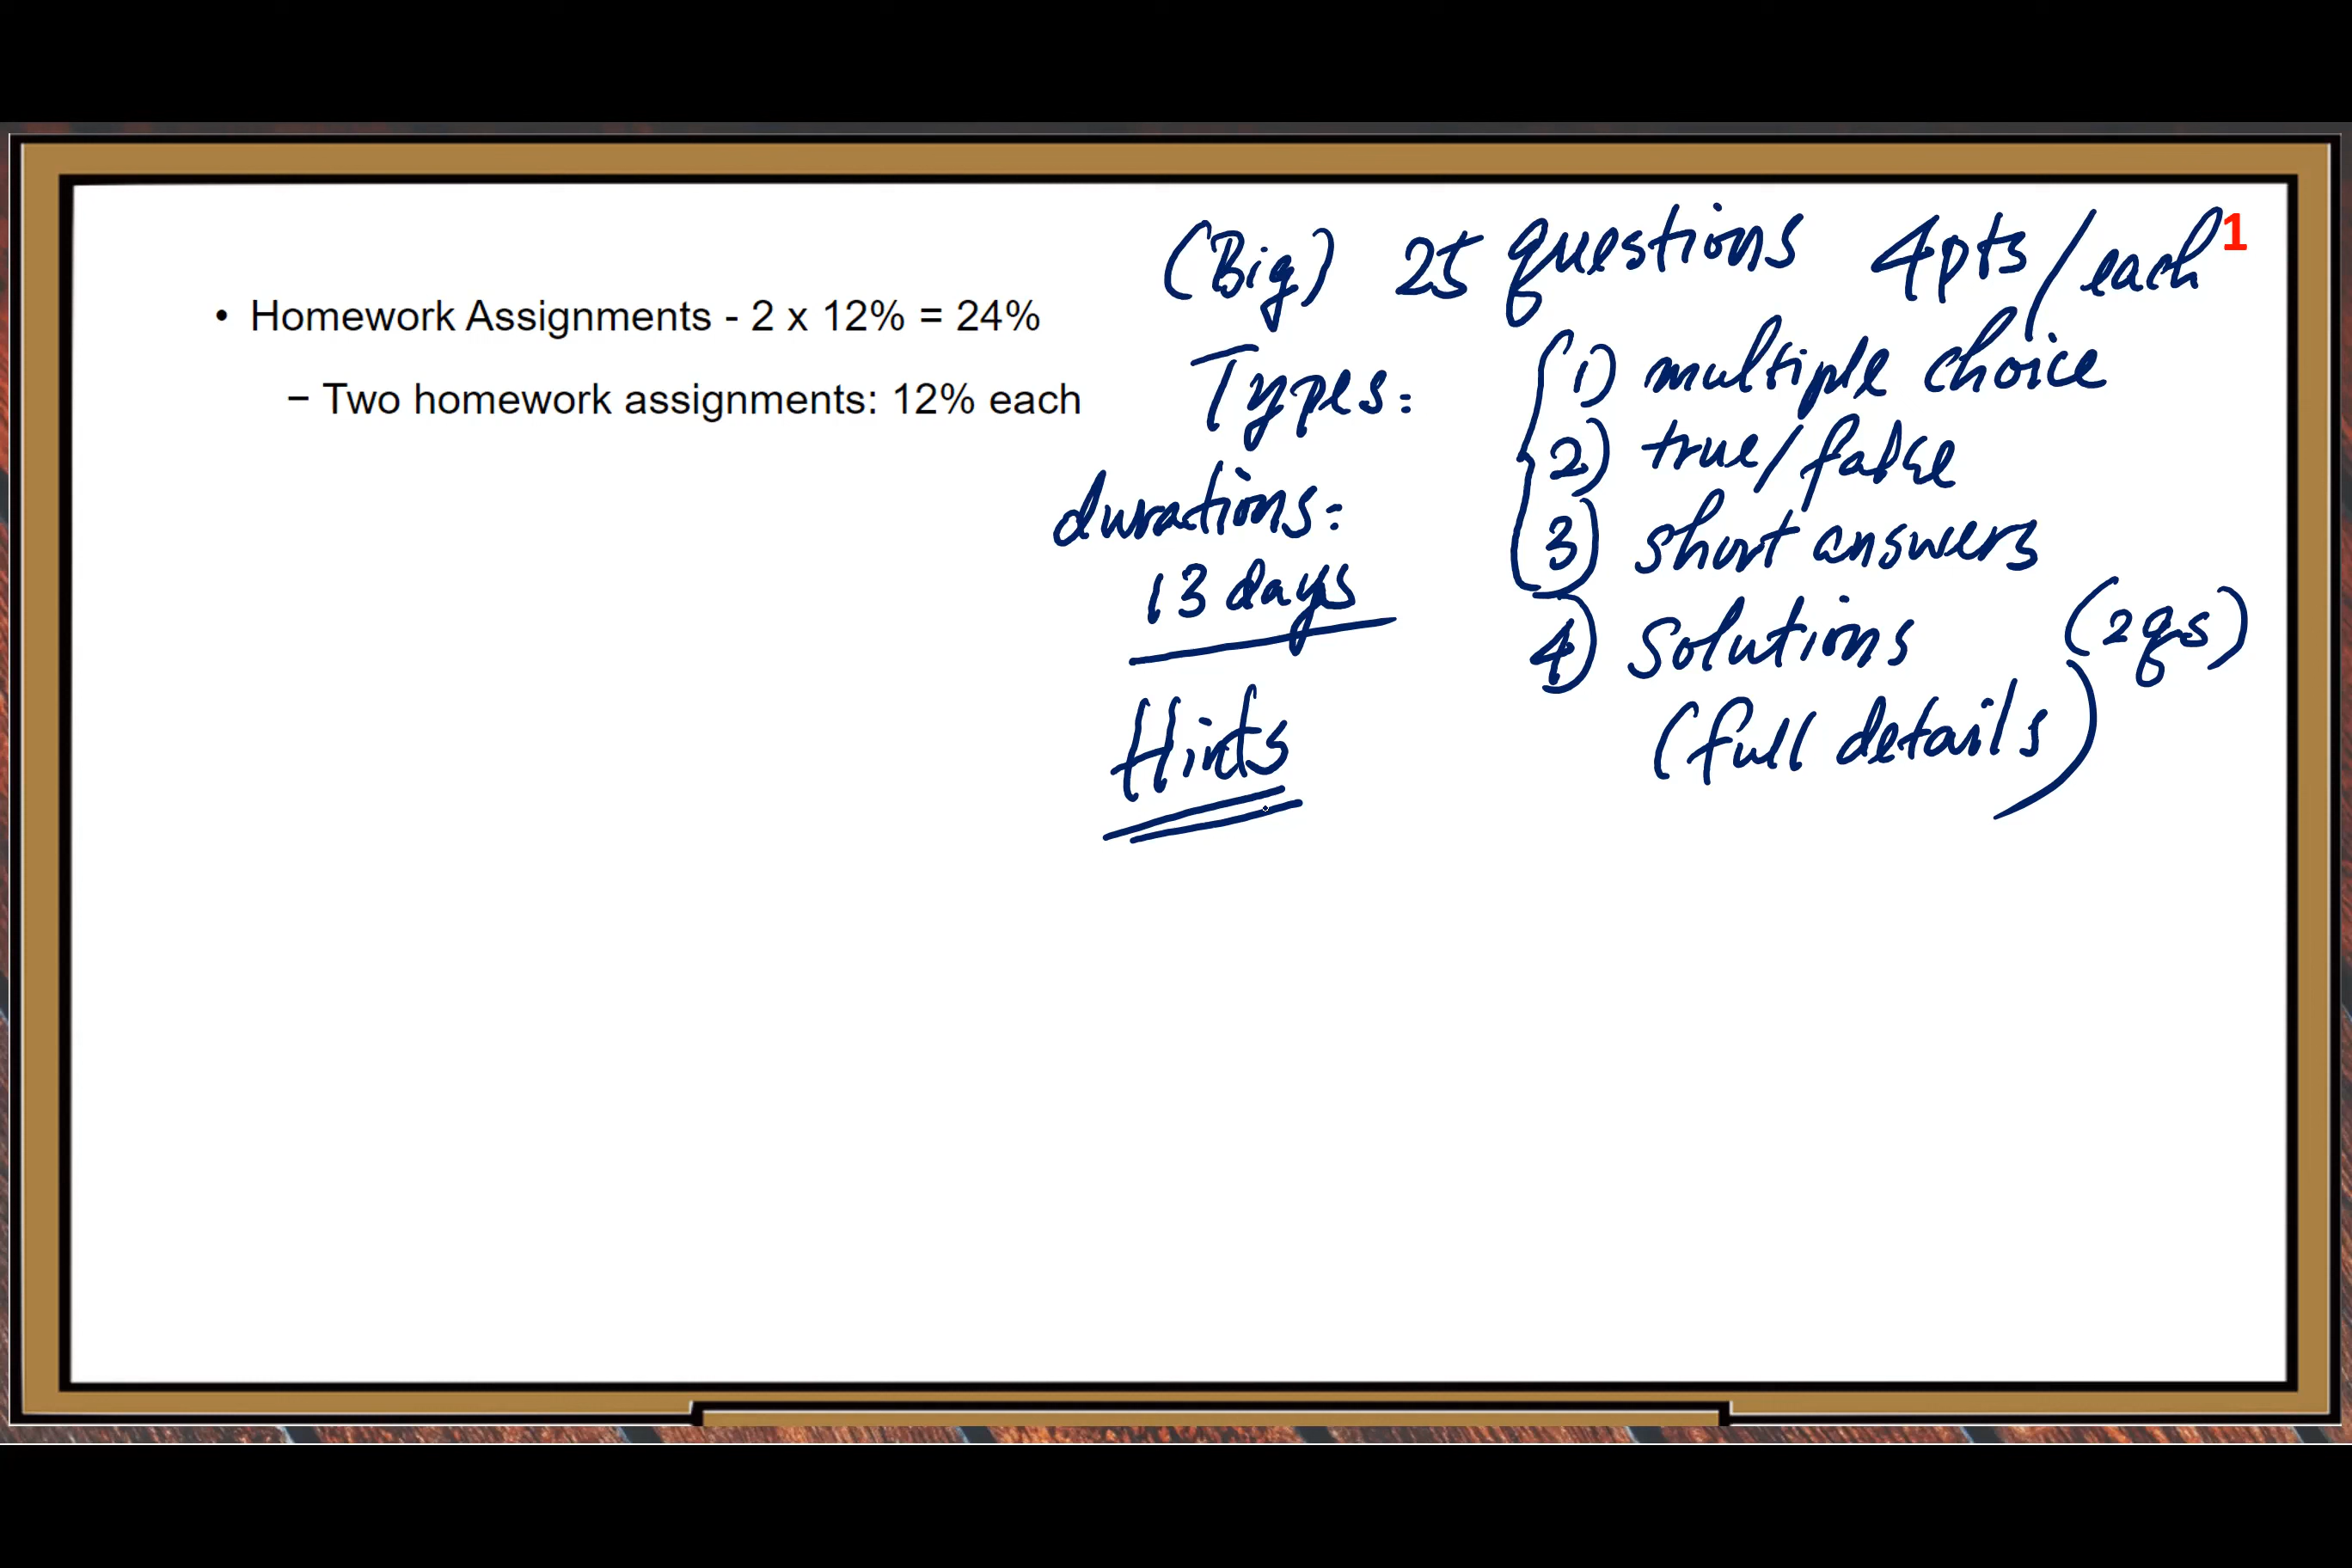 • Homework Assignments - 2 x 12% = 24%
− Two homework assignments: 12% each
(Big) 25 questions 4pts/each
1
Types:
1) multiple choice
2) true/false
3) short answers
4) Solutions (2qs)
(full details)
durations:
13 days
Hints